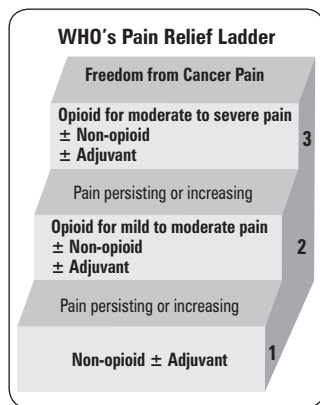 WHO's Pain Relief Ladder
Freedom from Cancer Pain
Opioid for moderate to severe pain
± Non-opioid
± Adjuvant
3
Pain persisting or increasing
Opioid for mild to moderate pain
± Non-opioid
± Adjuvant
2
Pain persisting or increasing
Non-opioid ± Adjuvant
1